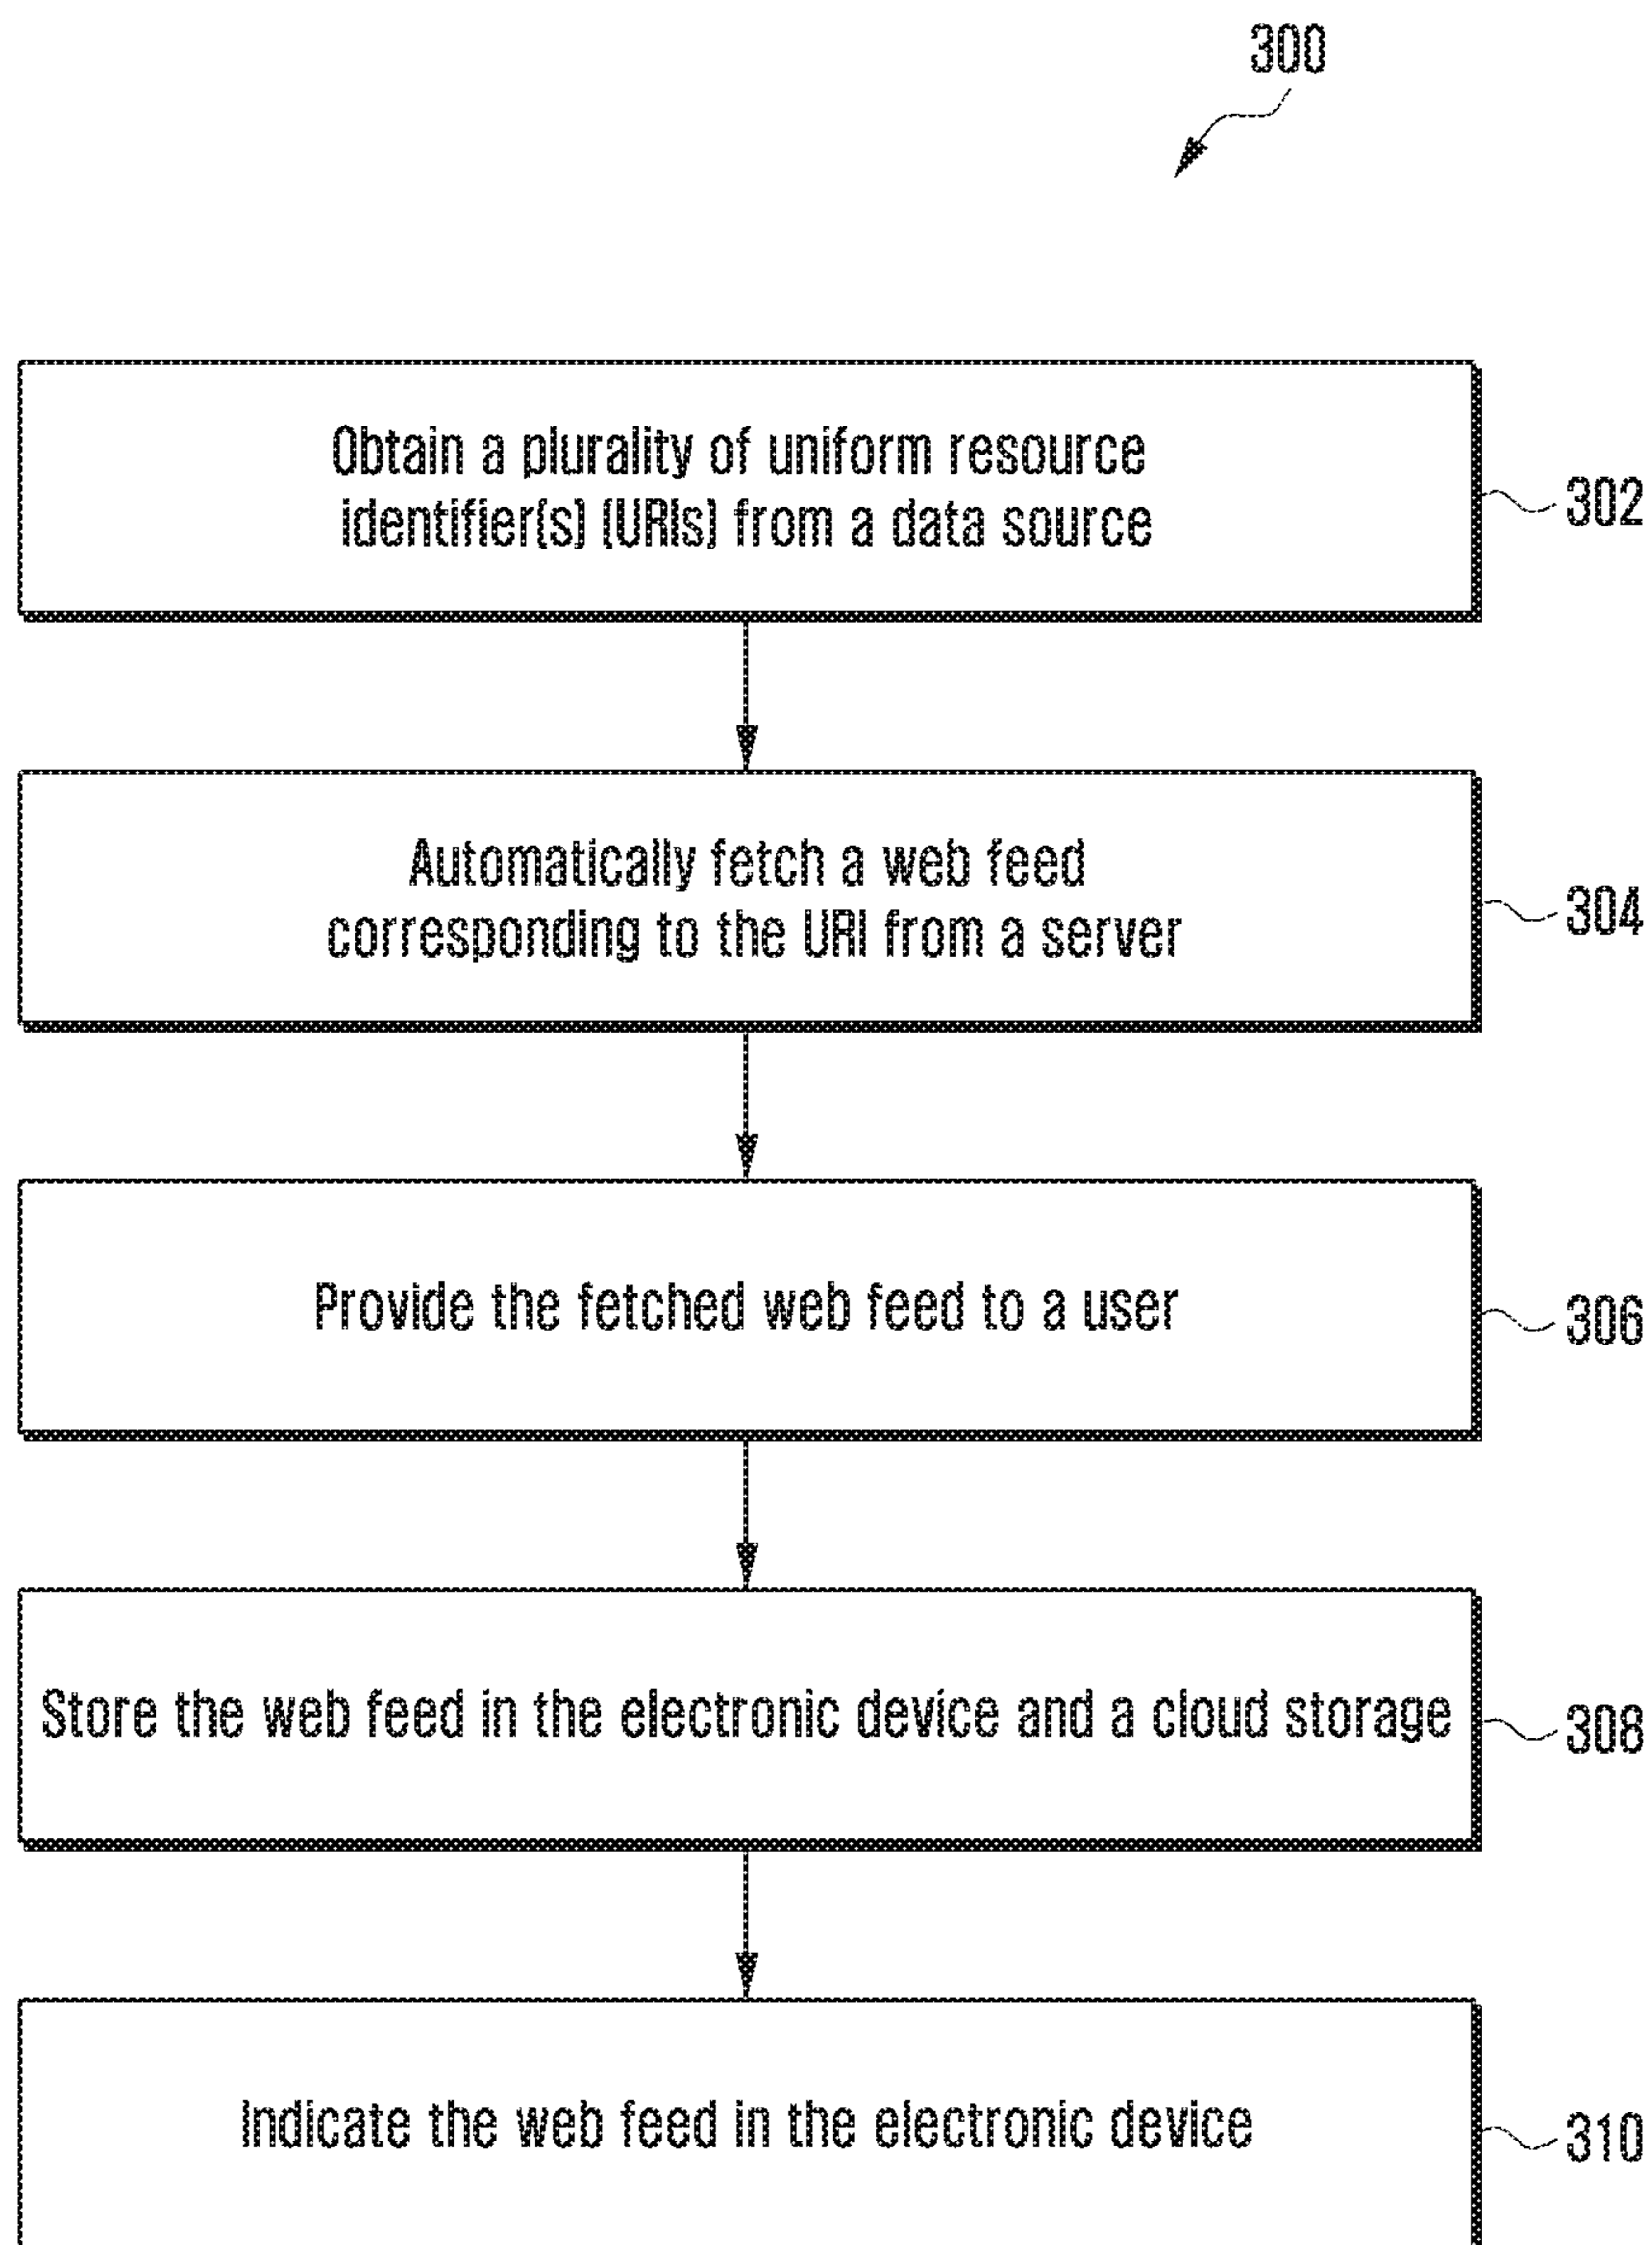 300
Obtain a plurality of uniform resource
identifier(s) (URIs) from a data source
302
Automatically fetch a web feed
corresponding to the URI from a server
304
Provide the fetched web feed to a user
306
Store the web feed in the electronic device and a cloud storage
308
Indicate the web feed in the electronic device
310